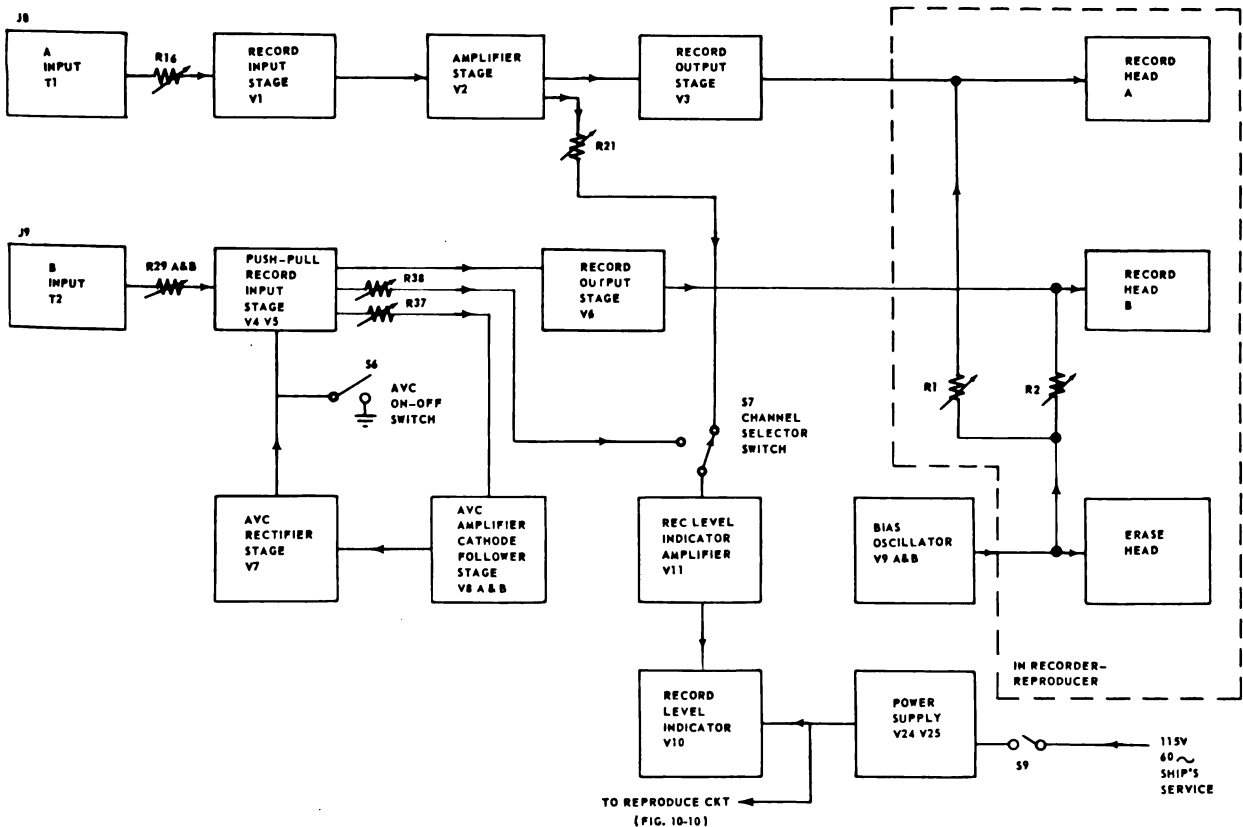 J8
A
INPUT
T1
R16
RECORD
INPUT
STAGE
V1
AMPLIFIER
STAGE
V2
RECORD
OUTPUT
STAGE
V3
RECORD
HEAD
A
R21
J9
B
INPUT
T2
R29 A&B
PUSH-PULL
RECORD
INPUT
STAGE
V4 V5
R38
R37
RECORD
OUTPUT
STAGE
V6
RECORD
HEAD
B
S6
AVC
ON-OFF
SWITCH
S7
CHANNEL
SELECTOR
SWITCH
R1
R2
AVC
RECTIFIER
STAGE
V7
AVC
AMPLIFIER
CATHODE
FOLLOWER
STAGE
V8 A&B
REC LEVEL
INDICATOR
AMPLIFIER
V11
BIAS
OSCILLATOR
V9 A&B
ERASE
HEAD
IN RECORDER-
REPRODUCER
RECORD
LEVEL
INDICATOR
V10
POWER
SUPPLY
V24 V25
S9
115V
60~
SHIP'S
SERVICE
TO REPRODUCE CKT
(FIG. 10-10)